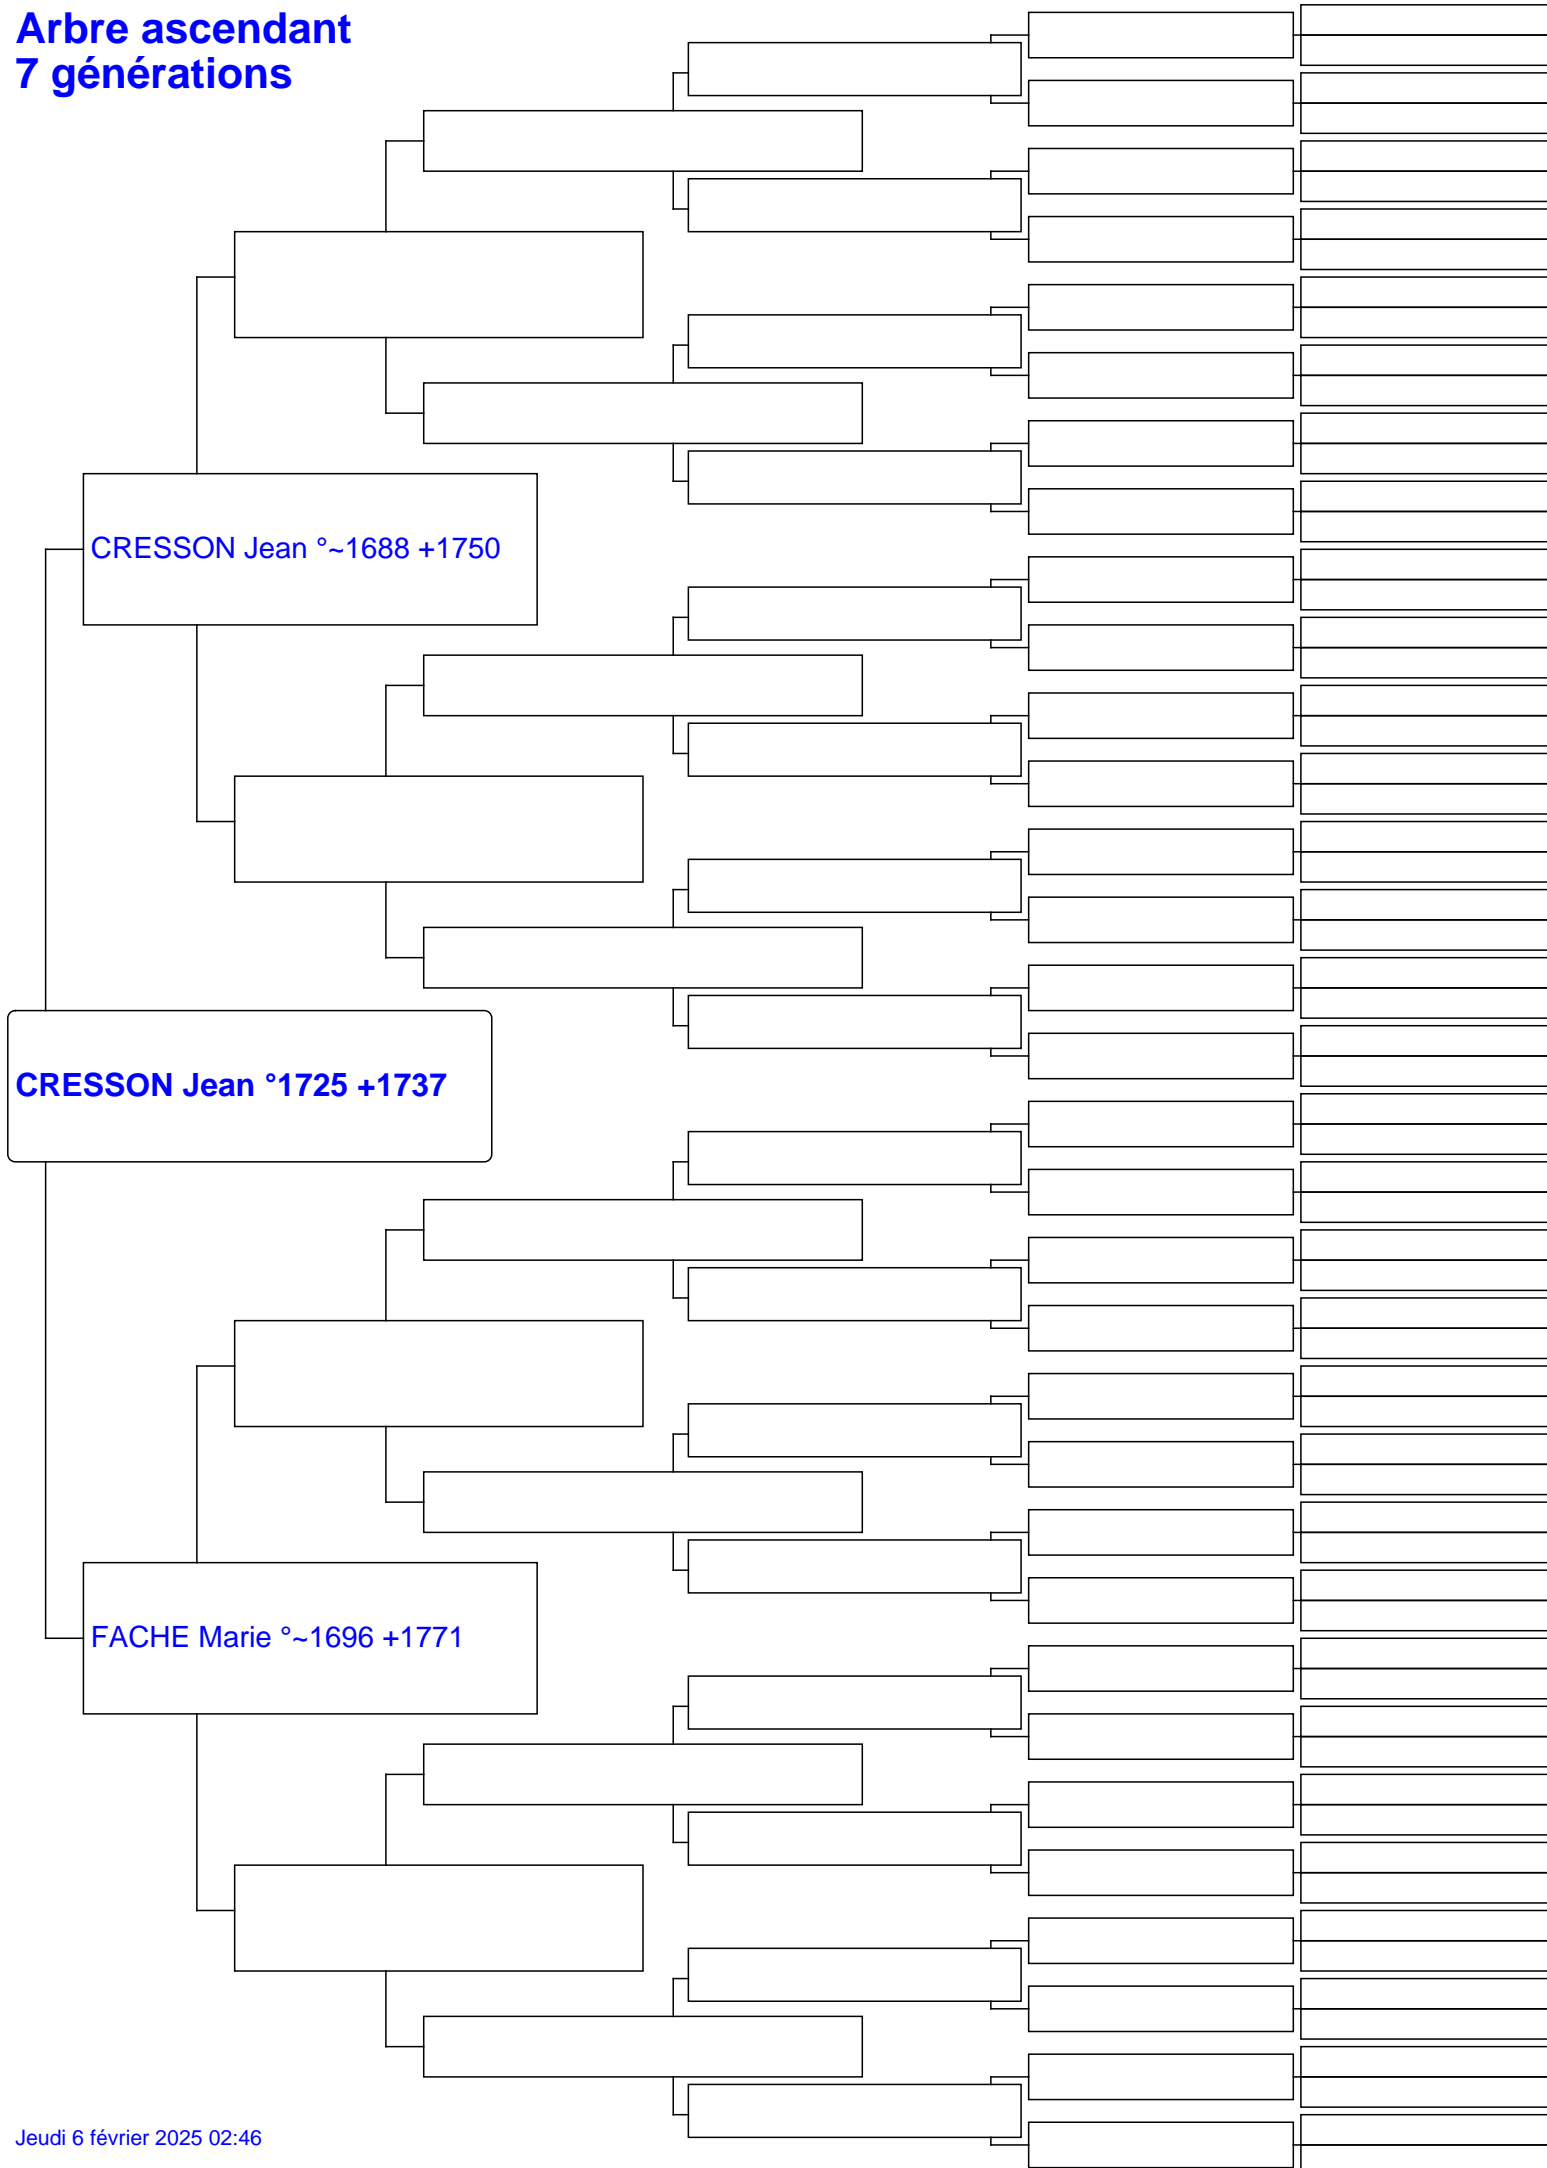 Arbre ascendant
7 générations
CRESSON Jean °~1688 +1750
CRESSON Jean °1725 +1737
FACHE Marie °~1696 +1771
Jeudi 6 février 2025 02:46